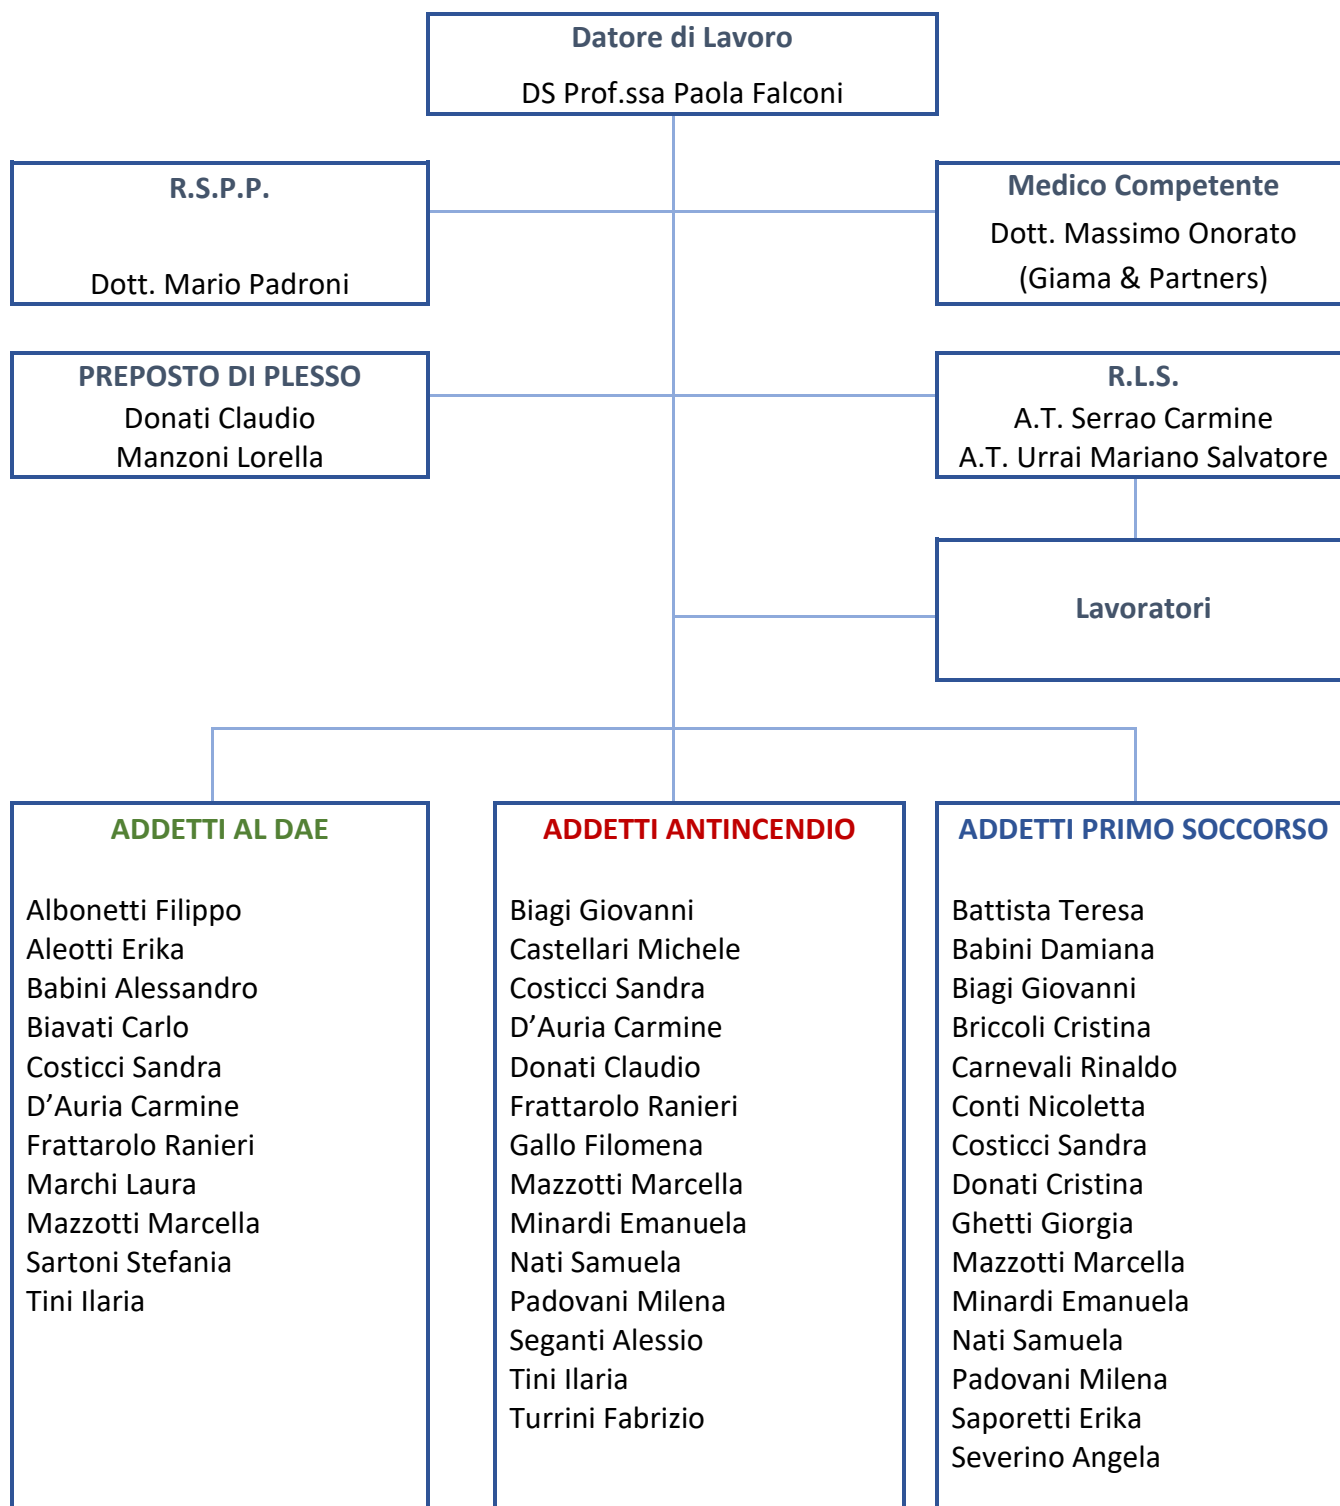 Datore di Lavoro
DS Prof.ssa Paola Falconi
R.S.P.P.
Dott. Mario Padroni
Medico Competente
Dott. Massimo Onorato
(Giama & Partners)
PREPOSTO DI PLESSO
Donati Claudio
Manzoni Lorella
R.L.S.
A.T. Serrao Carmine
A.T. Urrai Mariano Salvatore
Lavoratori
ADDETTI AL DAE
Albonetti Filippo
Aleotti Erika
Babini Alessandro
Biavati Carlo
Costicci Sandra
D’Auria Carmine
Frattarolo Ranieri
Marchi Laura
Mazzotti Marcella
Sartoni Stefania
Tini Ilaria
ADDETTI ANTINCENDIO
Biagi Giovanni
Castellari Michele
Costicci Sandra
D’Auria Carmine
Donati Claudio
Frattarolo Ranieri
Gallo Filomena
Mazzotti Marcella
Minardi Emanuela
Nati Samuela
Padovani Milena
Seganti Alessio
Tini Ilaria
Turrini Fabrizio
ADDETTI PRIMO SOCCORSO
Battista Teresa
Babini Damiana
Biagi Giovanni
Briccoli Cristina
Carnevali Rinaldo
Conti Nicoletta
Costicci Sandra
Donati Cristina
Ghetti Giorgia
Mazzotti Marcella
Minardi Emanuela
Nati Samuela
Padovani Milena
Saporetti Erika
Severino Angela